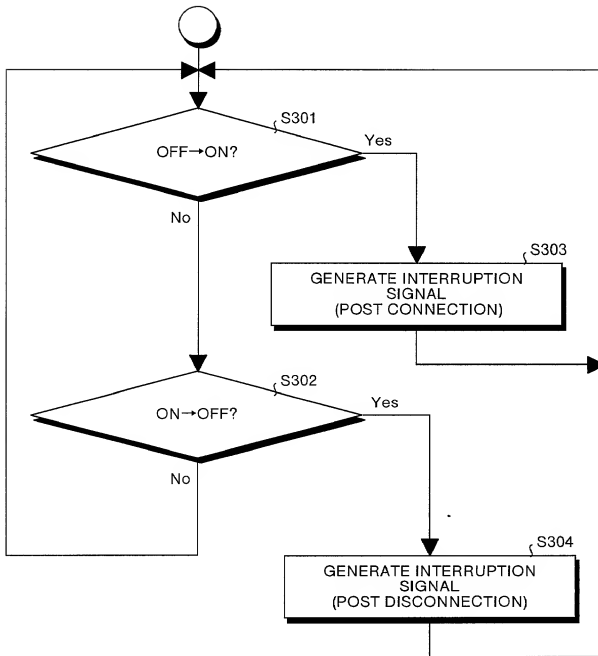 S301
OFF→ON?
Yes
No
S303
GENERATE INTERRUPTION
SIGNAL
(POST CONNECTION)
S302
ON→OFF?
Yes
No
S304
GENERATE INTERRUPTION
SIGNAL
(POST DISCONNECTION)